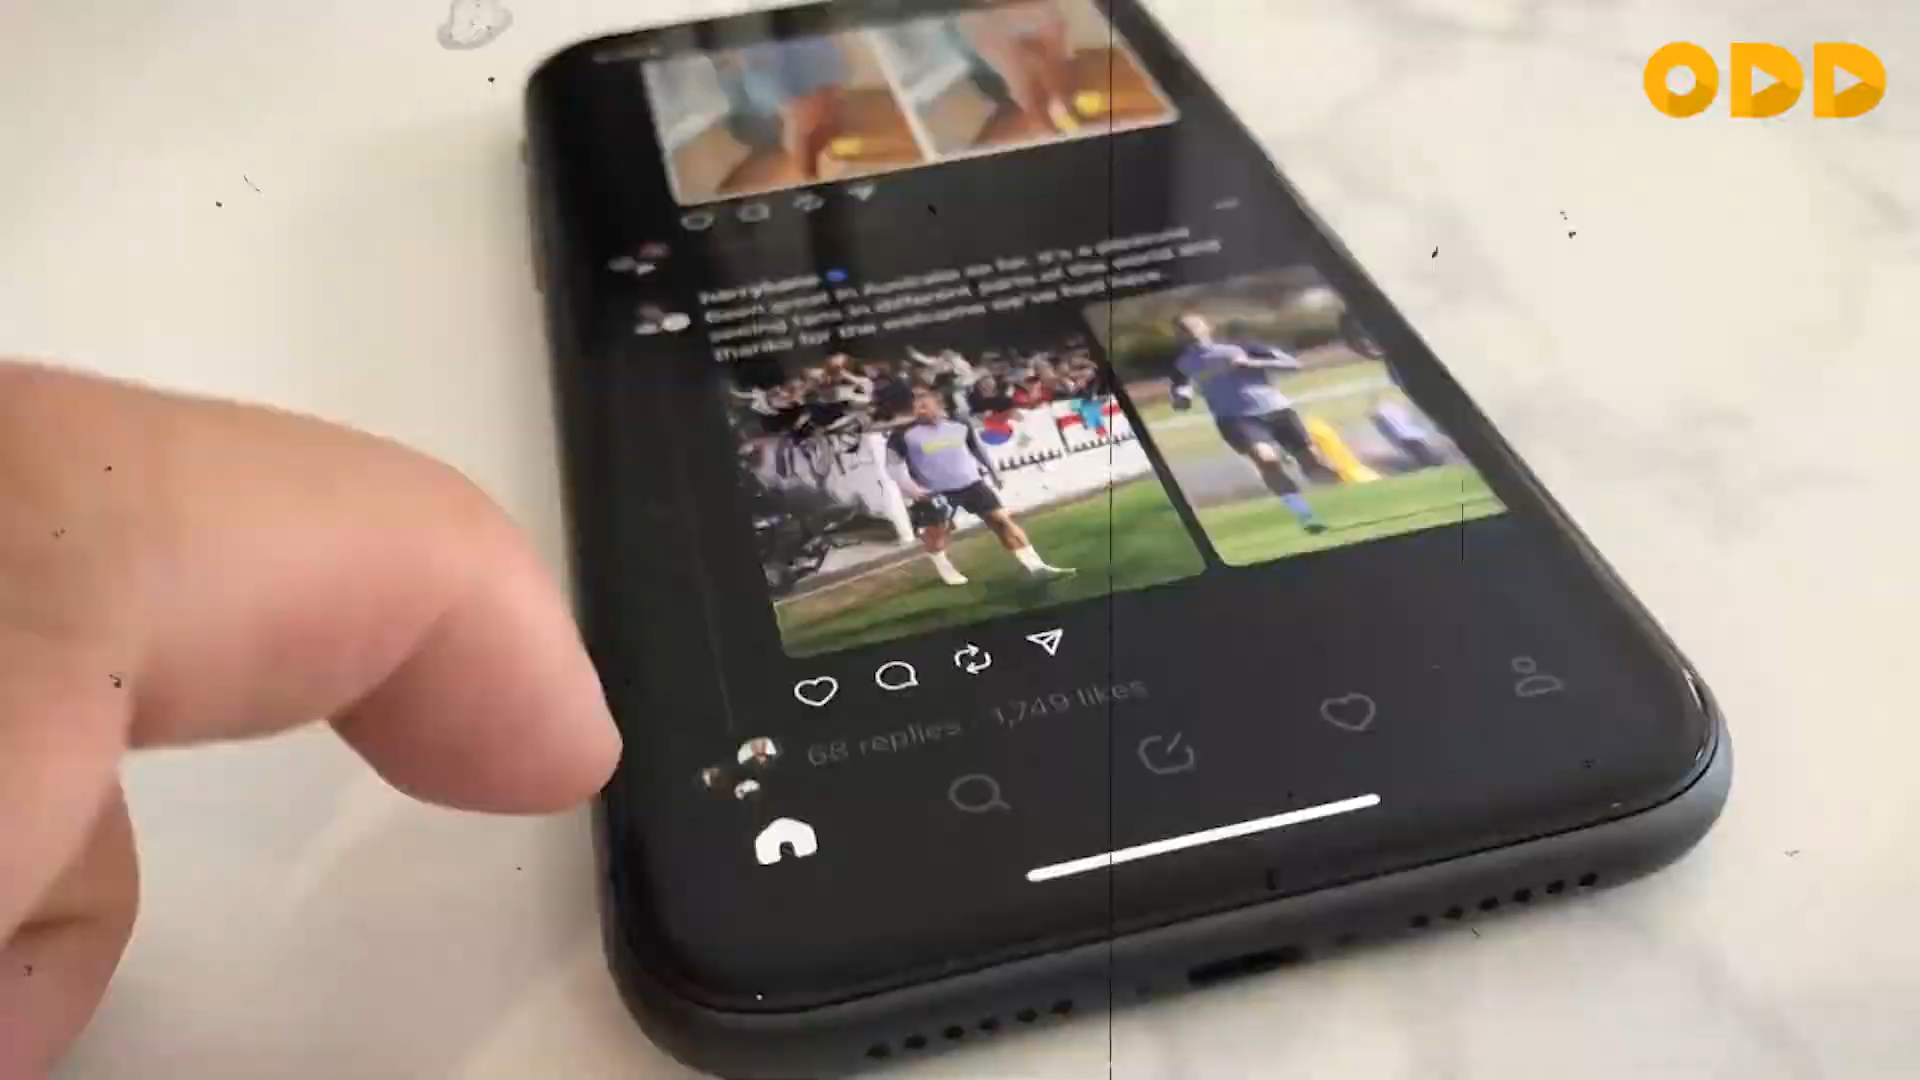 ODD
harrykane
been great in Australia so far. It's a pleasure
seeing fans in different parts of the world and
thanks for the welcome we've had here.
68 replies · 1,749 likes